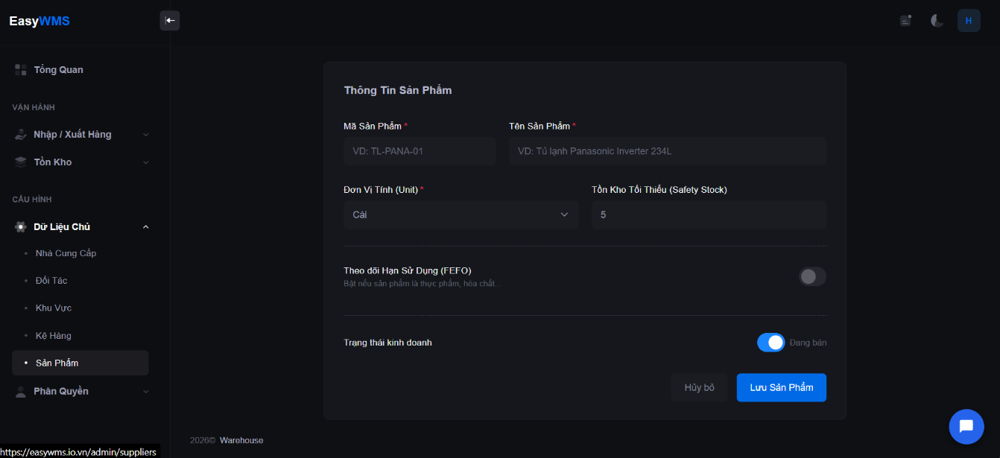 EasyWMS
H
Tổng Quan
VẬN HÀNH
Nhập / Xuất Hàng
Tồn Kho
CẤU HÌNH
Dữ Liệu Chủ
Nhà Cung Cấp
Đối Tác
Khu Vực
Kệ Hàng
Sản Phẩm
Phân Quyền
Thông Tin Sản Phẩm
Mã Sản Phẩm *
Tên Sản Phẩm *
VD: TL-PANA-01
VD: Tủ lạnh Panasonic Inverter 234L
Đơn Vị Tính (Unit) *
Tồn Kho Tối Thiểu (Safety Stock)
Cái
5
Theo dõi Hạn Sử Dụng (FEFO)
Bật nếu sản phẩm là thực phẩm, hóa chất...
Trạng thái kinh doanh
Đang bán
Hủy bỏ
Lưu Sản Phẩm
2026© Warehouse
https://easywms.io.vn/admin/suppliers